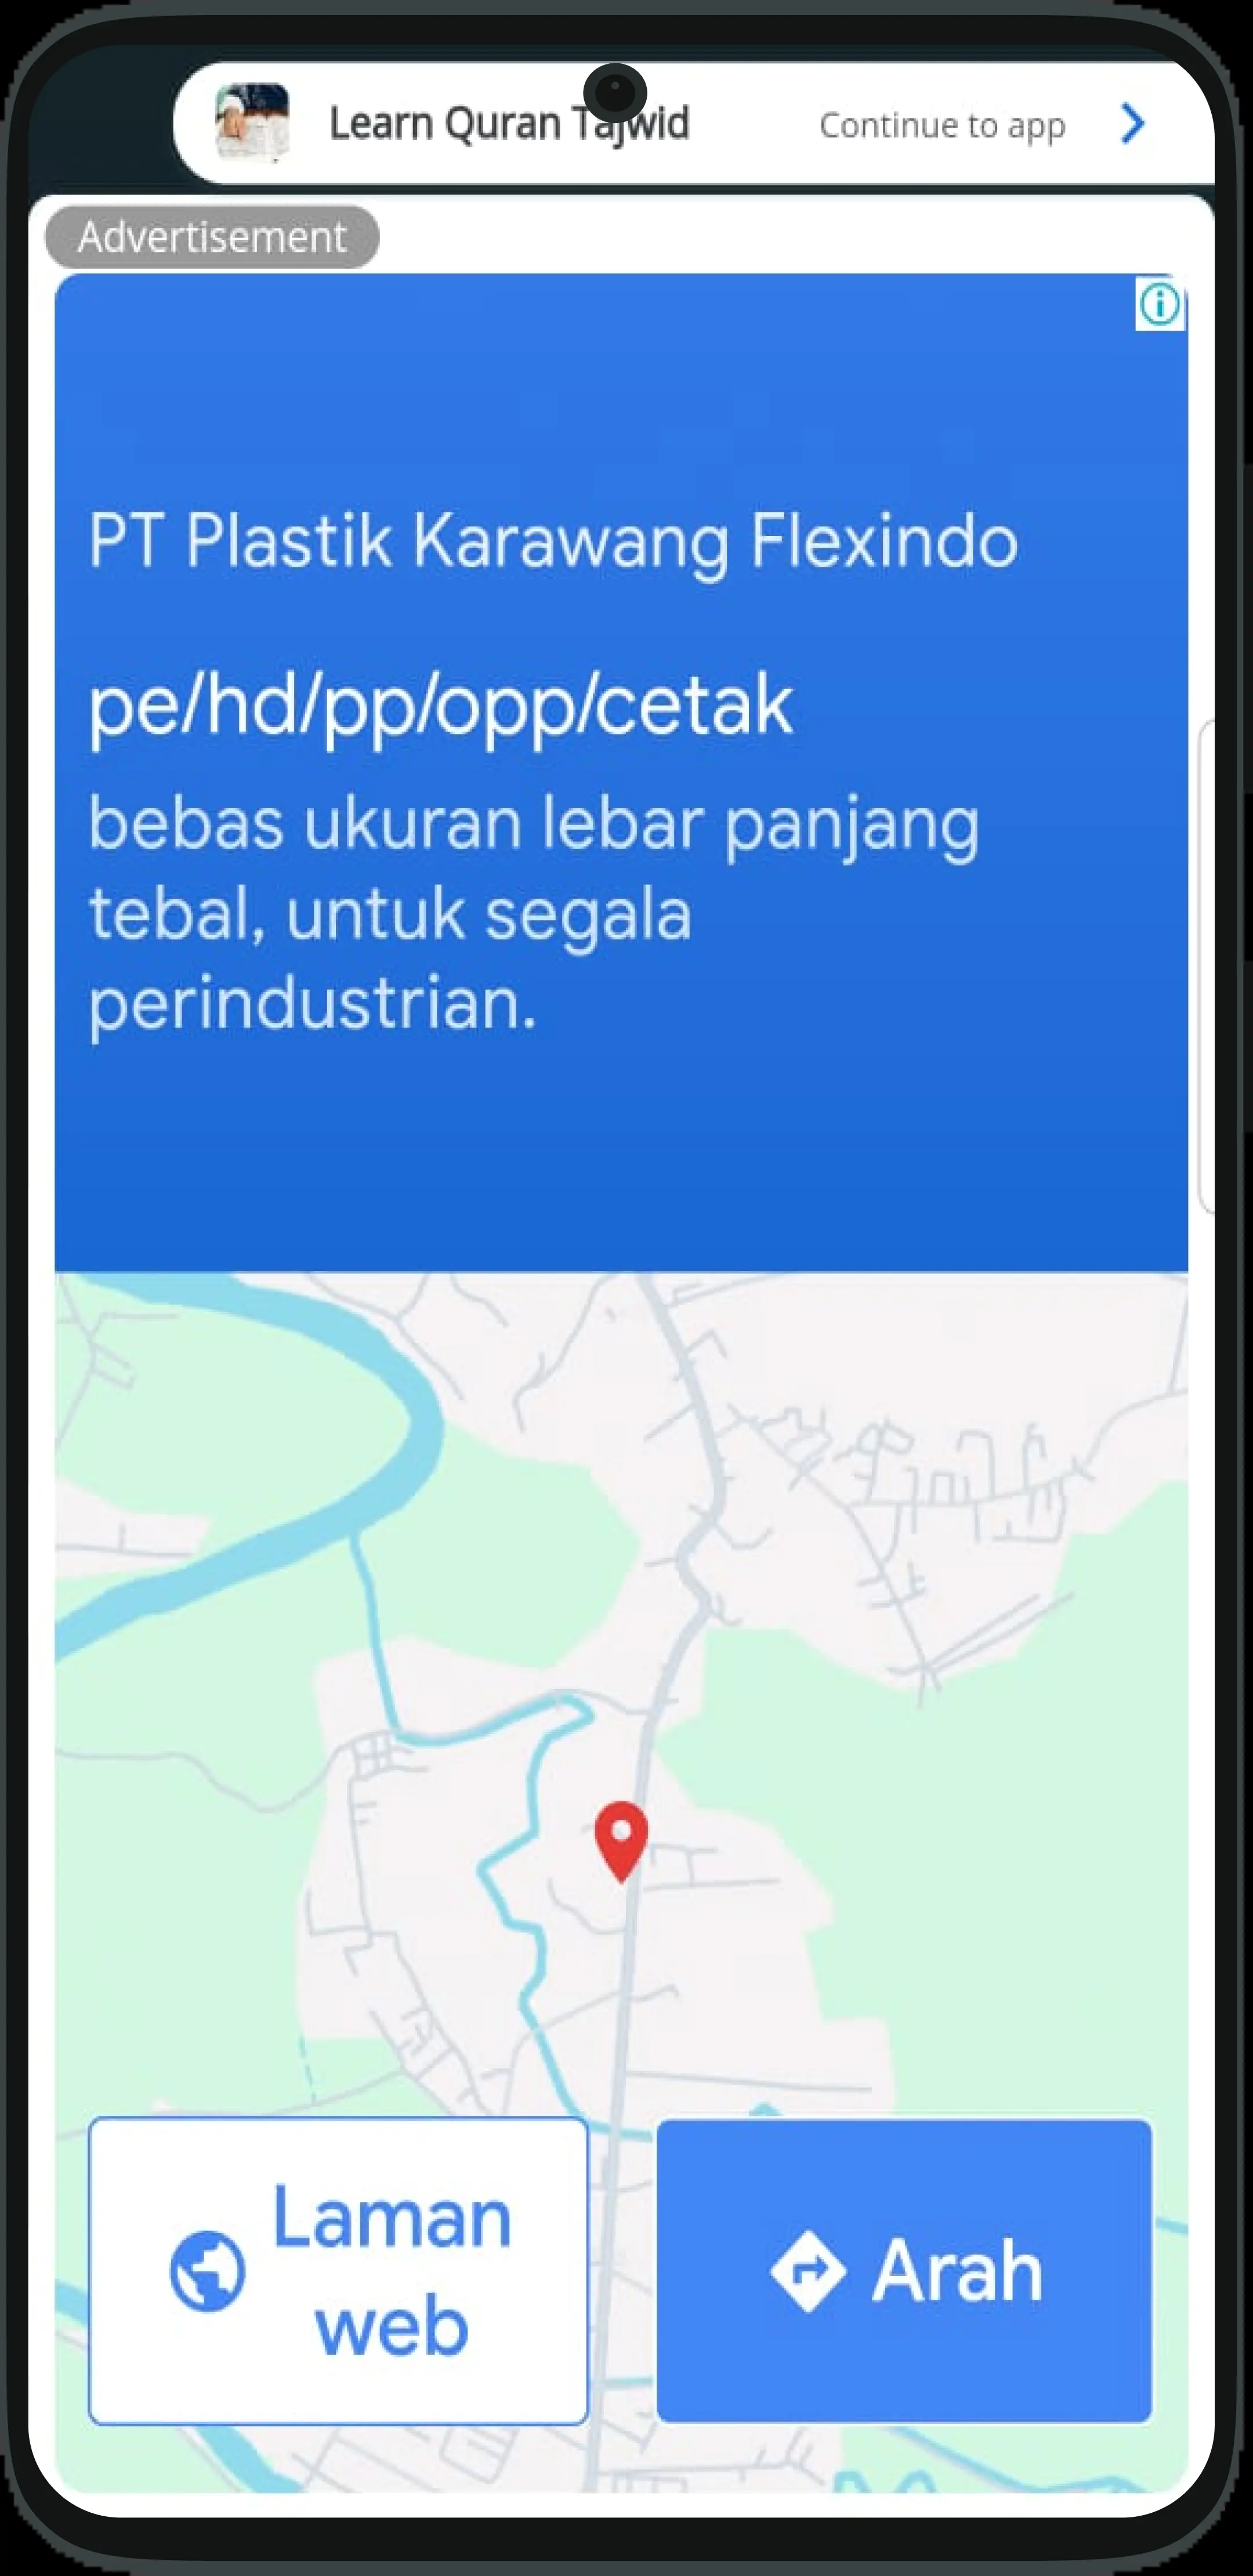 Learn Quran Tajwid
Continue to app
Advertisement
PT Plastik Karawang Flexindo
pe/hd/pp/opp/cetak
bebas ukuran lebar panjang
tebal, untuk segala
perindustrian.
Laman
web
Arah